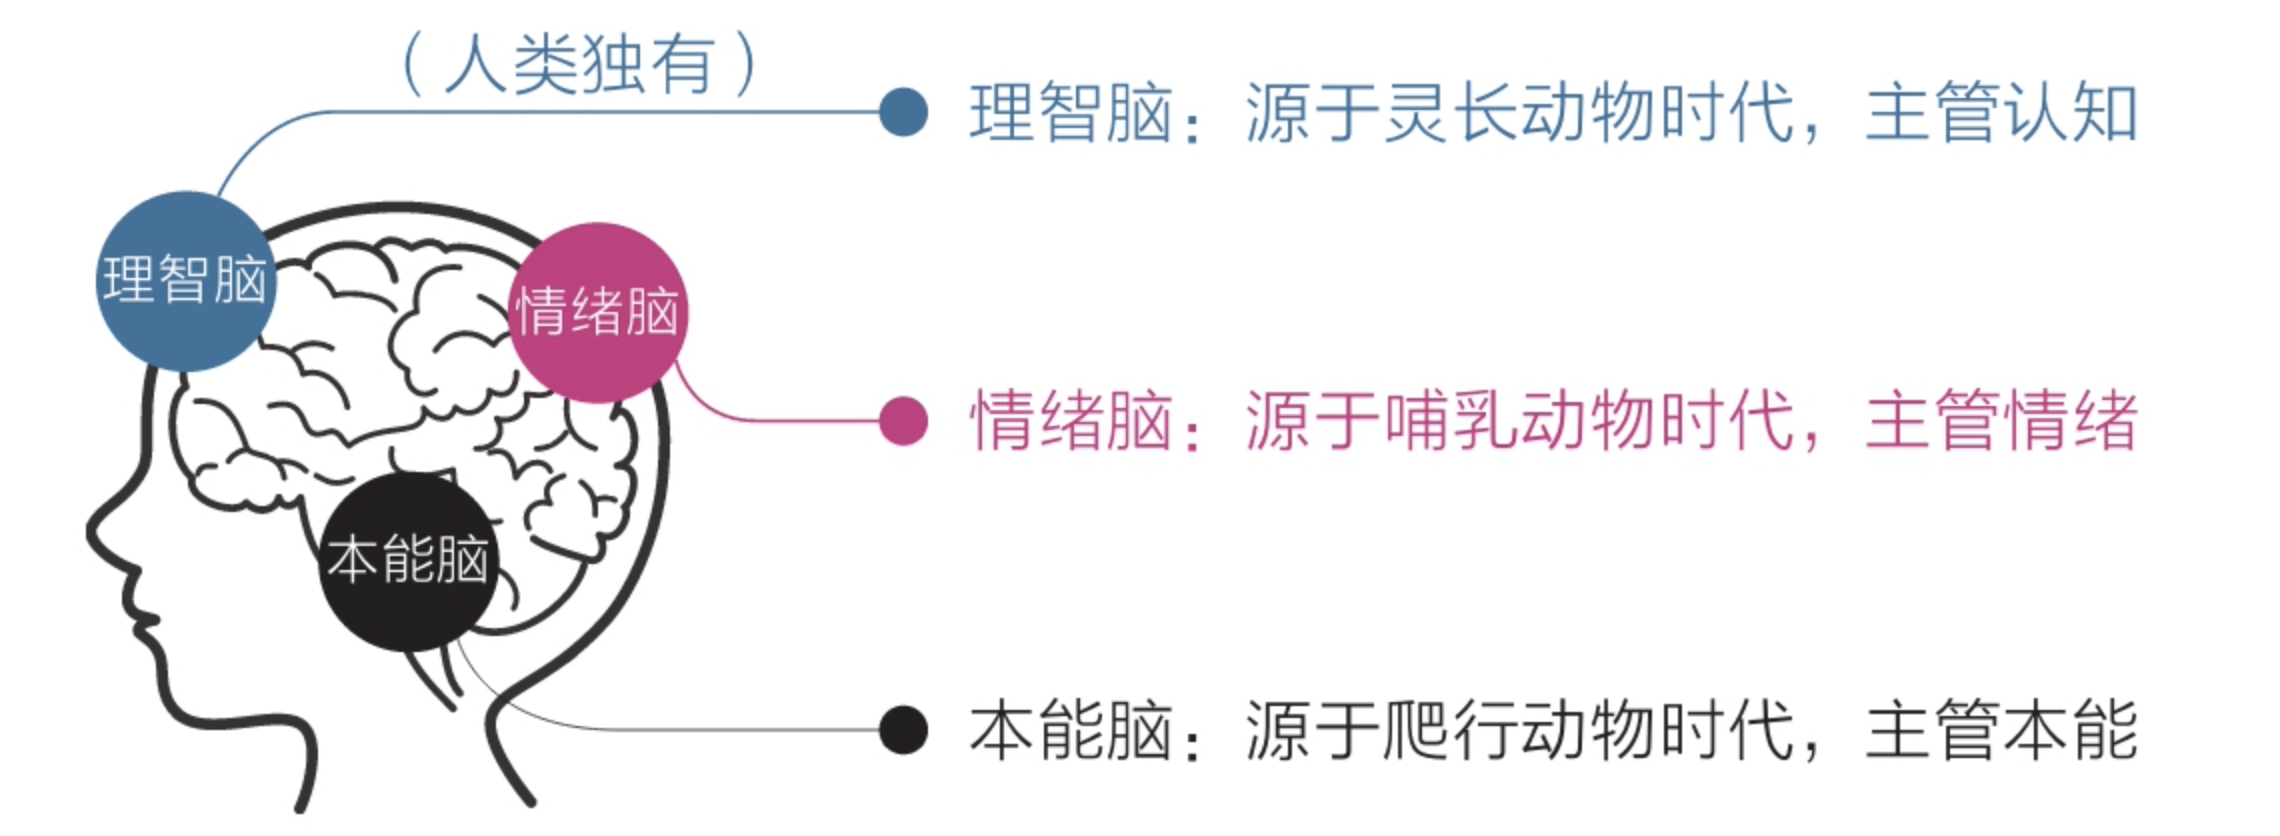 （人类独有）
理智脑：源于灵长动物时代，主管认知
理智脑
情绪脑
情绪脑：源于哺乳动物时代，主管情绪
本能脑
本能脑：源于爬行动物时代，主管本能